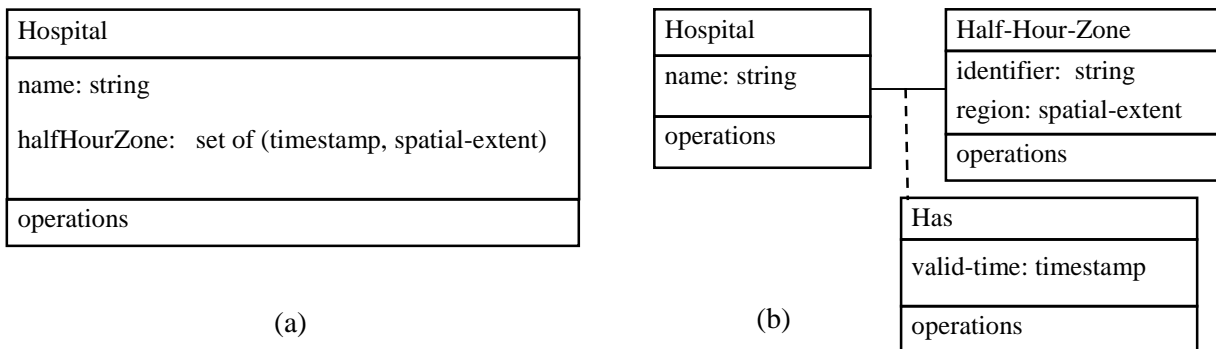 Hospital
name: string
halfHourZone: set of (timestamp, spatial-extent)
operations
(a)
Hospital
name: string
operations
Half-Hour-Zone
identifier: string
region: spatial-extent
operations
Has
valid-time: timestamp
operations
(b)